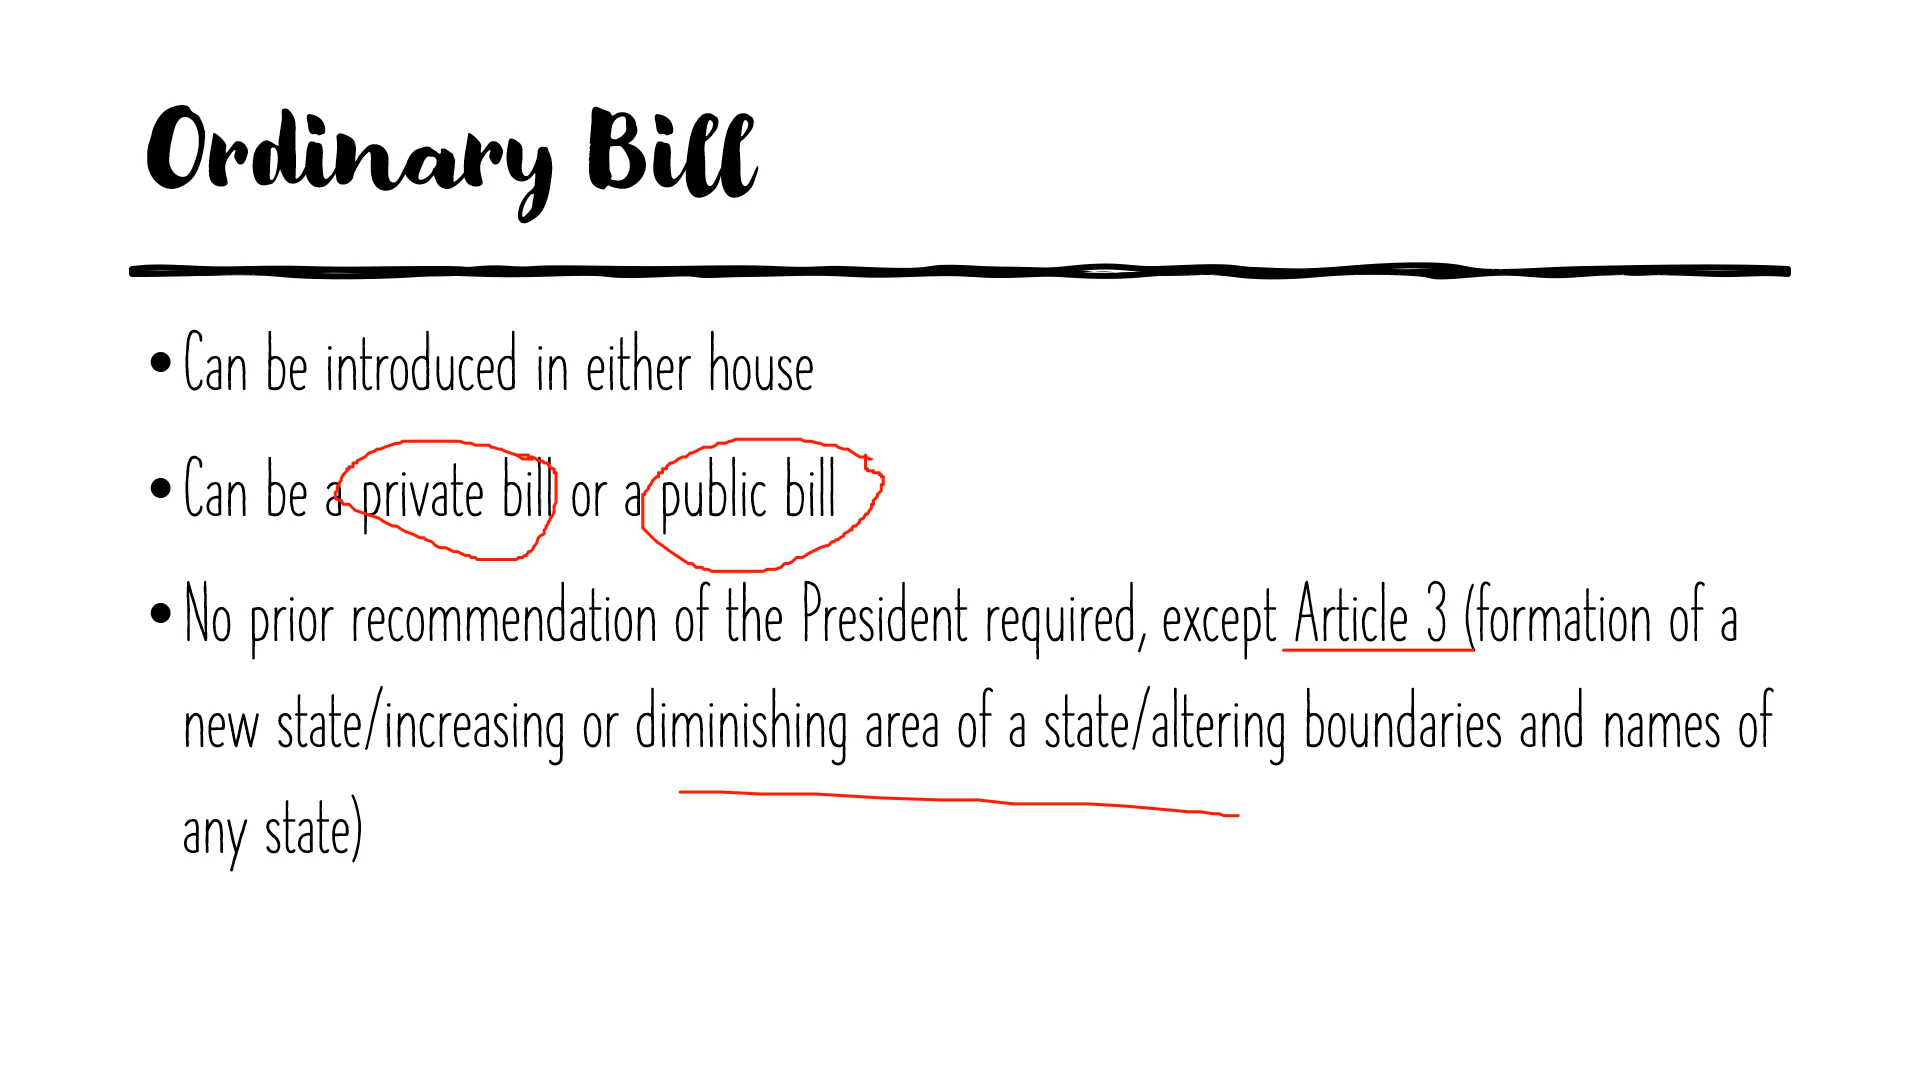 Ordinary Bill
• Can be introduced in either house
• Can be a private bill or a public bill
• No prior recommendation of the President required, except Article 3 (formation of a
new state/increasing or diminishing area of a state/altering boundaries and names of
any state)